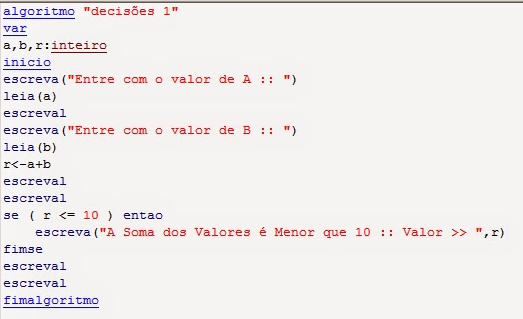 algoritmo "decisões 1"
var
a,b,r:inteiro
inicio
escreva("Entre com o valor de A :: ")
leia(a)
escreval
escreva("Entre com o valor de B :: ")
leia(b)
r<-a+b
escreval
escreval
se ( r <= 10 ) entao
    escreva("A Soma dos Valores é Menor que 10 :: Valor >> ",r)
fimse
escreval
escreval
fimalgoritmo